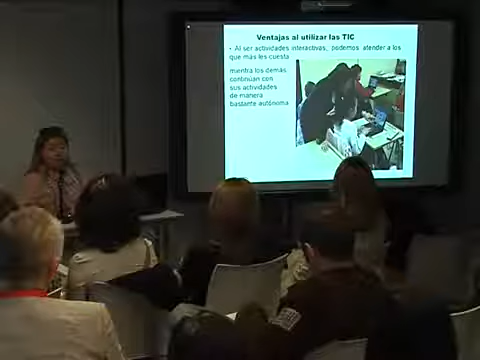 Ventajas al utilizar las TIC
• Al ser actividades interactivas, podemos atender a los
que más les cuesta
mentra los demás
continúan con
sus actividades
de manera
bastante autónoma